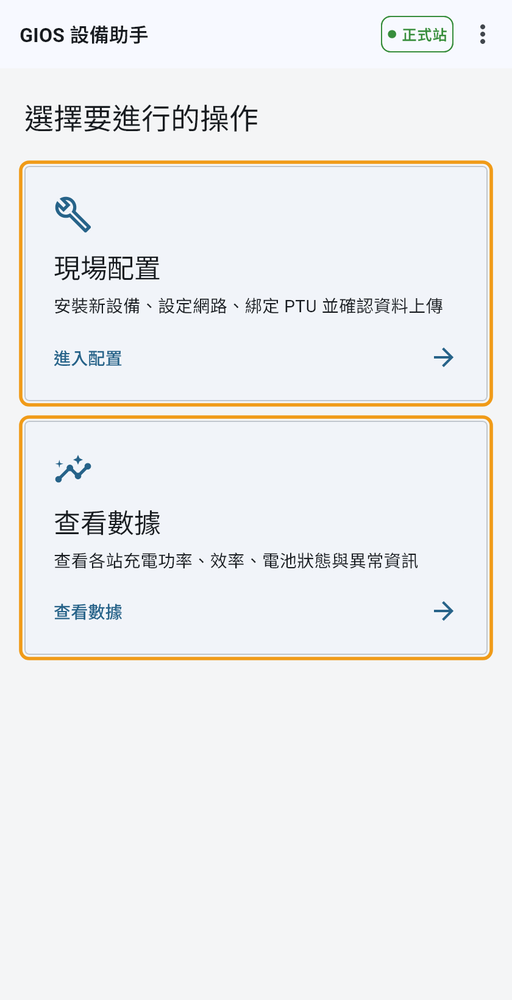 GIOS 設備助手
正式站
選擇要進行的操作
現場配置
安裝新設備、設定網路、綁定 PTU 並確認資料上傳
進入配置
查看數據
查看各站充電功率、效率、電池狀態與異常資訊
查看數據